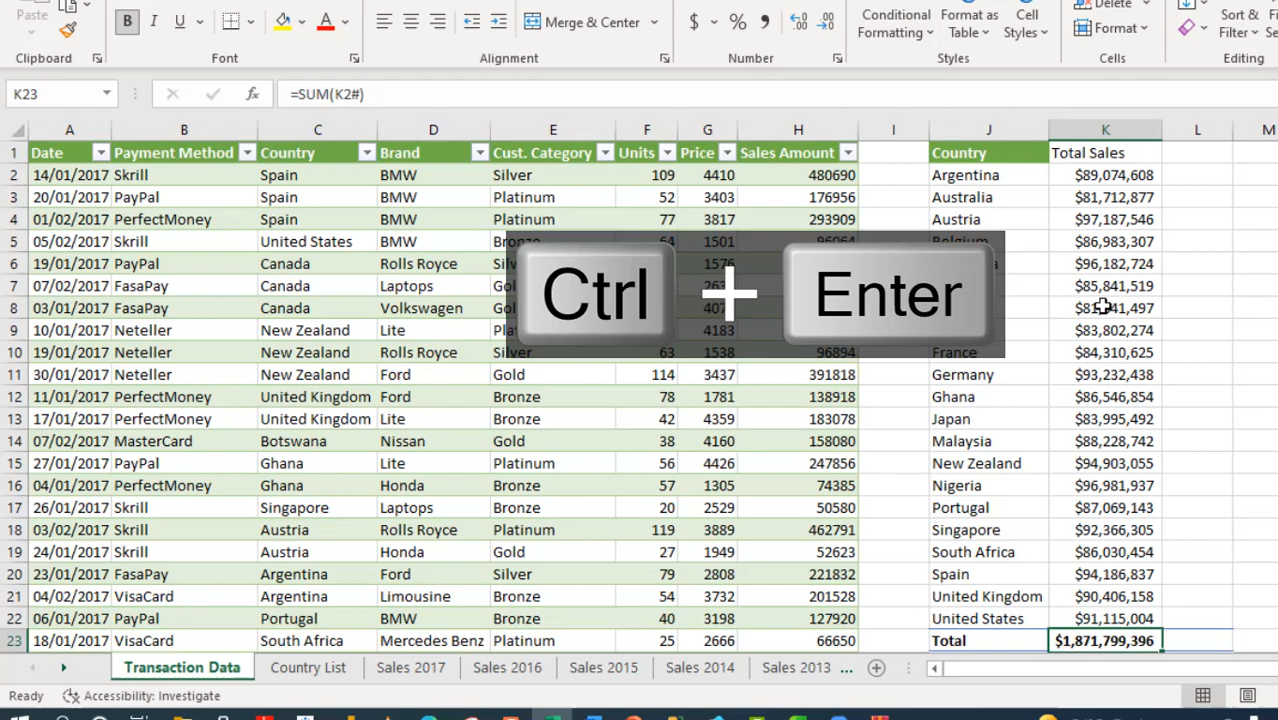 Paste
B I U A
Merge & Center
$ % ,
Conditional Formatting
Format as Table
Cell Styles
Delete
Format
Sort & Filter
Clipboard Font Alignment Number Styles Cells Editing
K23 fx =SUM(K2#)
A B C D E F G H I J K L M
1 Date Payment Method Country Brand Cust. Category Units Price Sales Amount Country Total Sales
2 14/01/2017 Skrill Spain BMW Silver 109 4410 480690 Argentina $89,074,608
3 20/01/2017 PayPal Spain BMW Platinum 52 3403 176956 Australia $81,712,877
4 01/02/2017 PerfectMoney Spain BMW Platinum 77 3817 293909 Austria $97,187,546
5 05/02/2017 Skrill United States BMW Bronze 64 1501 96064 Belgium $86,983,307
6 19/01/2017 PayPal Canada Rolls Royce 1576 $96,182,724
7 07/02/2017 FasaPay Canada Laptops $85,841,519
8 03/01/2017 FasaPay Canada Volkswagen
9 10/01/2017 Neteller New Zealand Lite 4183 $83,802,274
Ctrl + Enter
10 19/01/2017 Neteller New Zealand Rolls Royce Silver 63 1538 96894 France $84,310,625
11 30/01/2017 Neteller New Zealand Ford Gold 114 3437 391818 Germany $93,232,438
12 11/01/2017 PerfectMoney United Kingdom Ford Bronze 78 1781 138918 Ghana $86,546,854
13 17/01/2017 PerfectMoney United Kingdom Lite Bronze 42 4359 183078 Japan $83,995,492
14 07/02/2017 MasterCard Botswana Nissan Gold 38 4160 158080 Malaysia $88,228,742
15 27/01/2017 PayPal Ghana Lite Platinum 56 4426 247856 New Zealand $94,903,055
16 04/01/2017 PerfectMoney Ghana Honda Bronze 57 1305 74385 Nigeria $96,981,937
17 26/01/2017 Skrill Singapore Laptops Bronze 20 2529 50580 Portugal $87,069,143
18 03/02/2017 Skrill Austria Rolls Royce Platinum 119 3889 462791 Singapore $92,366,305
19 24/01/2017 Skrill Austria Honda Gold 27 1949 52623 South Africa $86,030,454
20 23/01/2017 FasaPay Argentina Ford Silver 79 2808 221832 Spain $94,186,837
21 04/02/2017 VisaCard Argentina Limousine Bronze 54 3732 201528 United Kingdom $90,406,158
22 06/01/2017 PayPal Portugal BMW Bronze 40 3198 127920 United States $91,115,004
23 18/01/2017 VisaCard South Africa Mercedes Benz Platinum 25 2666 66650 Total $1,871,799,396
Transaction Data Country List Sales 2017 Sales 2016 Sales 2015 Sales 2014 Sales 2013 ...
Ready Accessibility: Investigate